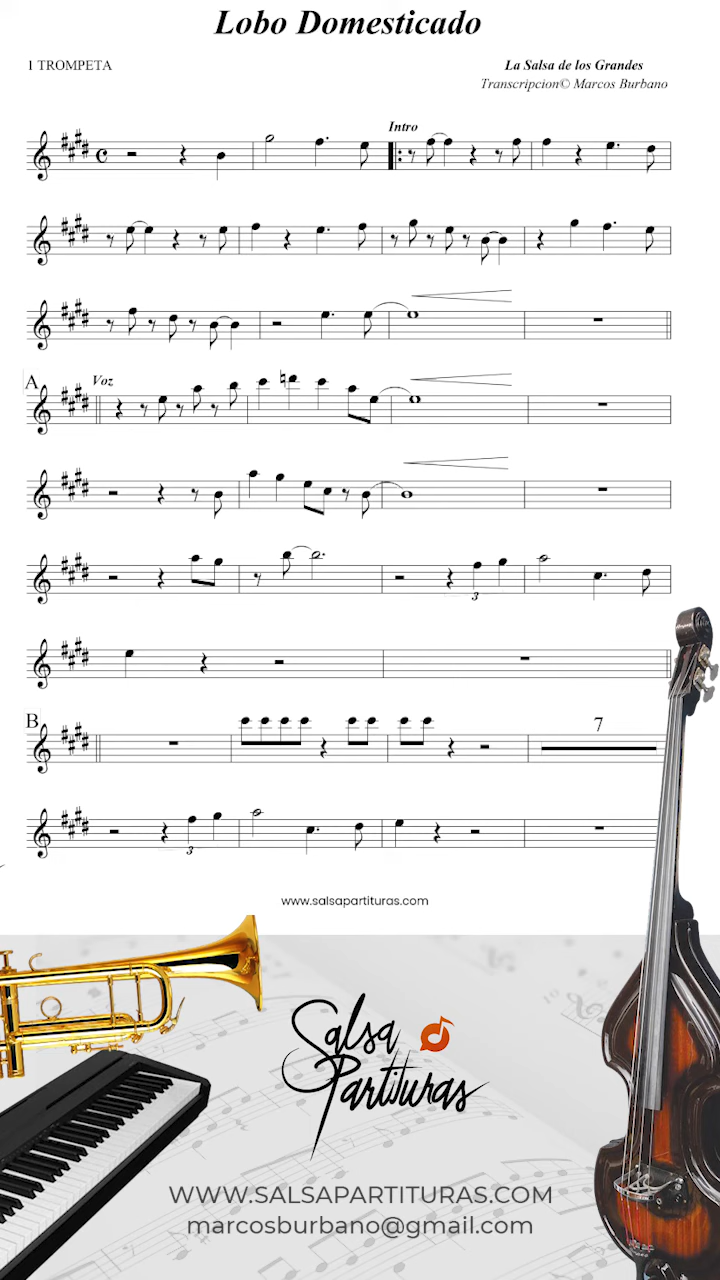 Lobo Domesticado
1 TROMPETA
La Salsa de los Grandes
Transcripcion© Marcos Burbano
Intro
A
Voz
3
B
7
3
www.salsapartituras.com
Salsa
Partituras
WWW.SALSAPARTITURAS.COM
marcosburbano@gmail.com